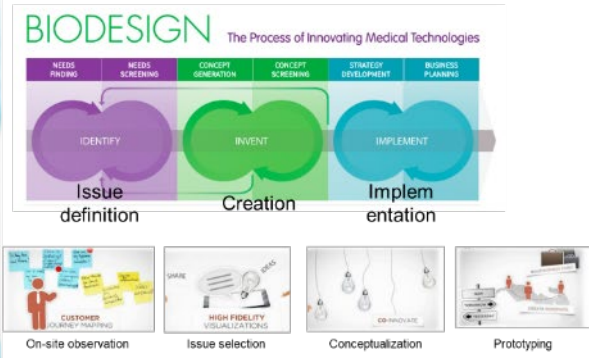 BIODESIGN The Process of Innovating Medical Technologies
NEEDS FINDING
NEEDS SCREENING
CONCEPT GENERATION
CONCEPT SCREENING
STRATEGY DEVELOPMENT
BUSINESS PLANNING
IDENTIFY
INVENT
IMPLEMENT
Issue
definition
Creation
Implem
entation
CUSTOMER
JOURNEY MAPPING
SHARE
IDEAS
HIGH FIDELITY
VISUALIZATIONS
CO-INNOVATE
On-site observation
Issue selection
Conceptualization
Prototyping